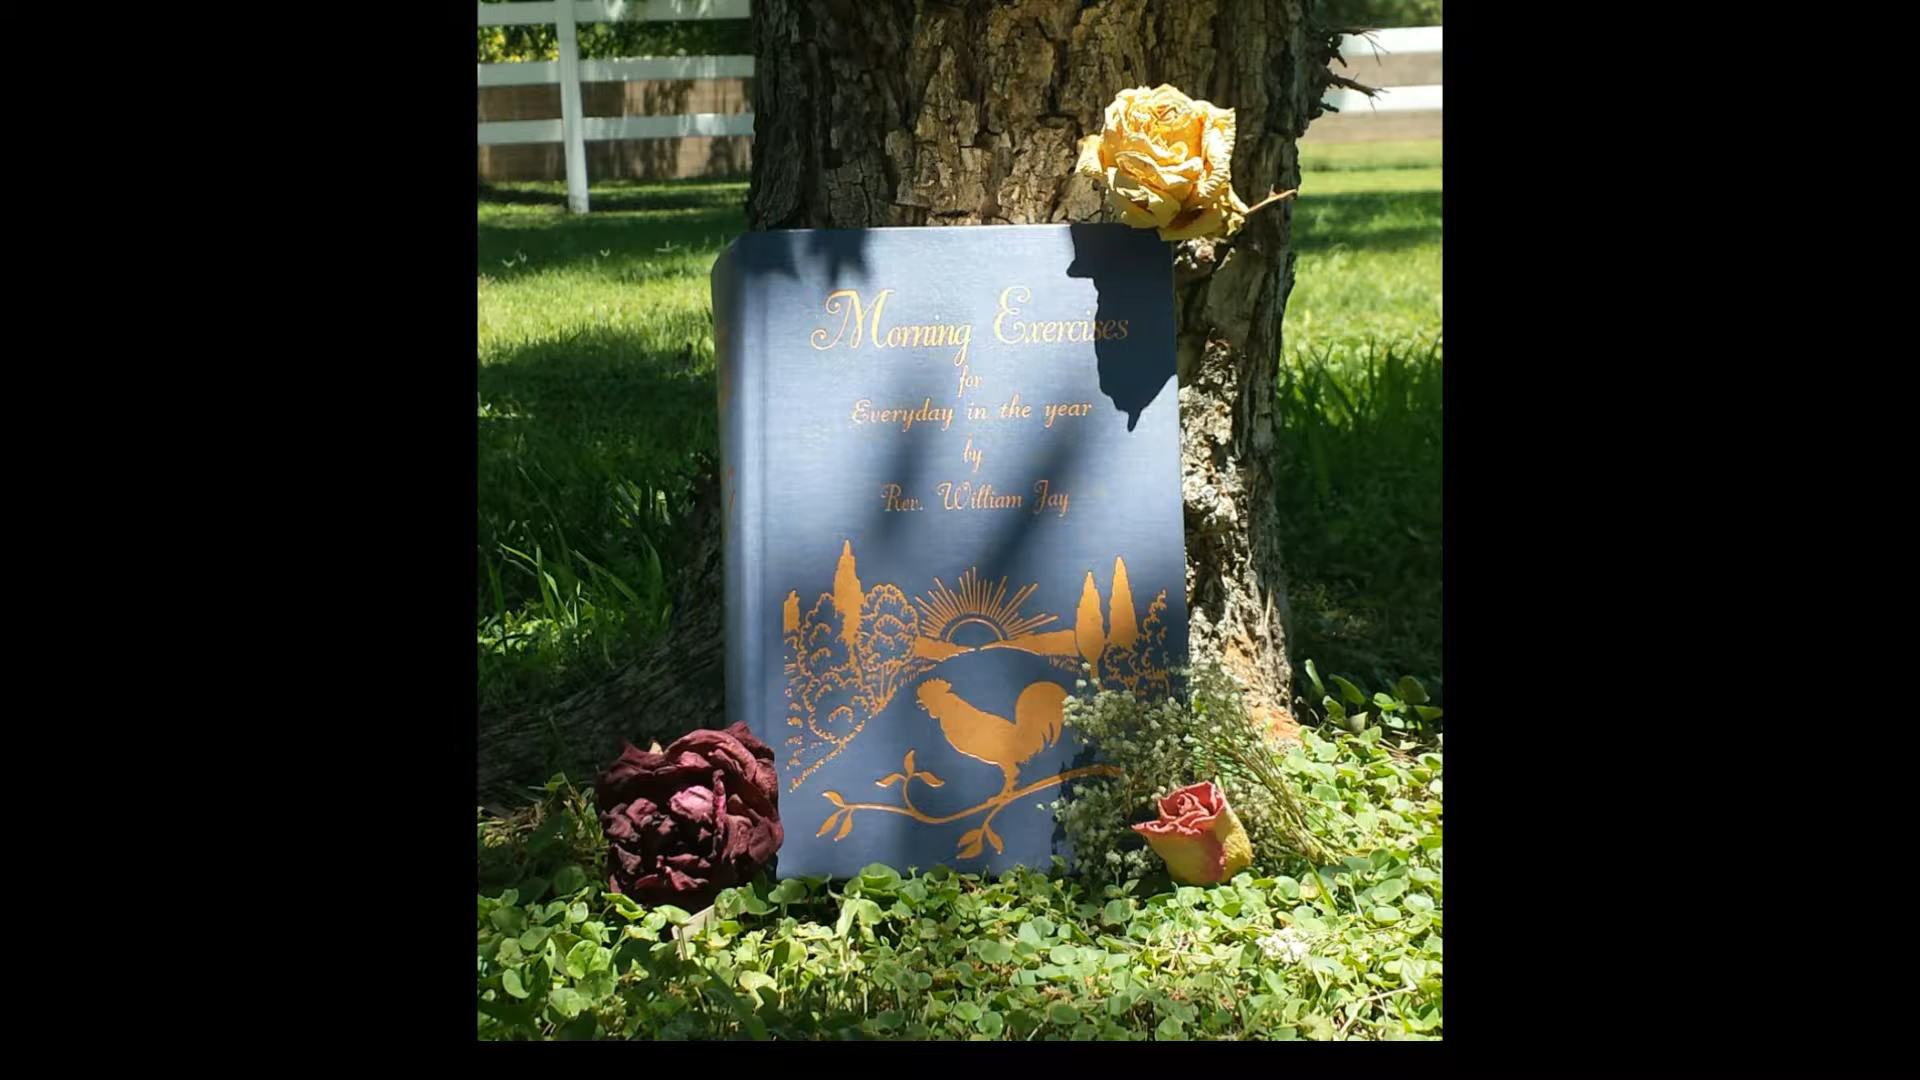 Morning Exercises
for
Everyday in the year
by
Rev. William Jay